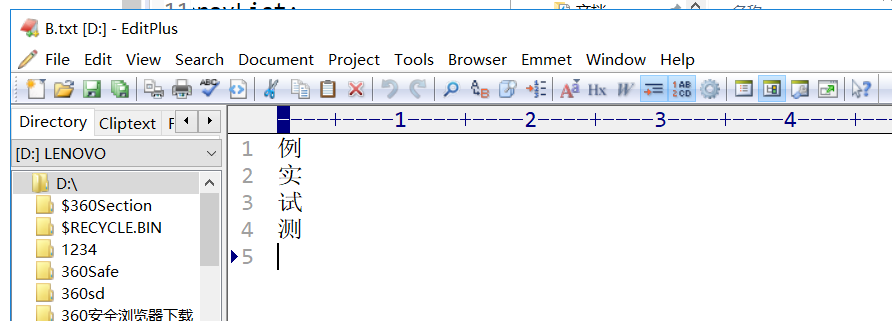 B.txt [D:] - EditPlus
File Edit View Search Document Project Tools Browser Emmet Window Help
Directory Cliptext
1 2 3 4
[D:] LENOVO
D:\
$360Section
$RECYCLE.BIN
1234
360Safe
360sd
360安全浏览器下载
1 例
2 实
3 试
4 测
5